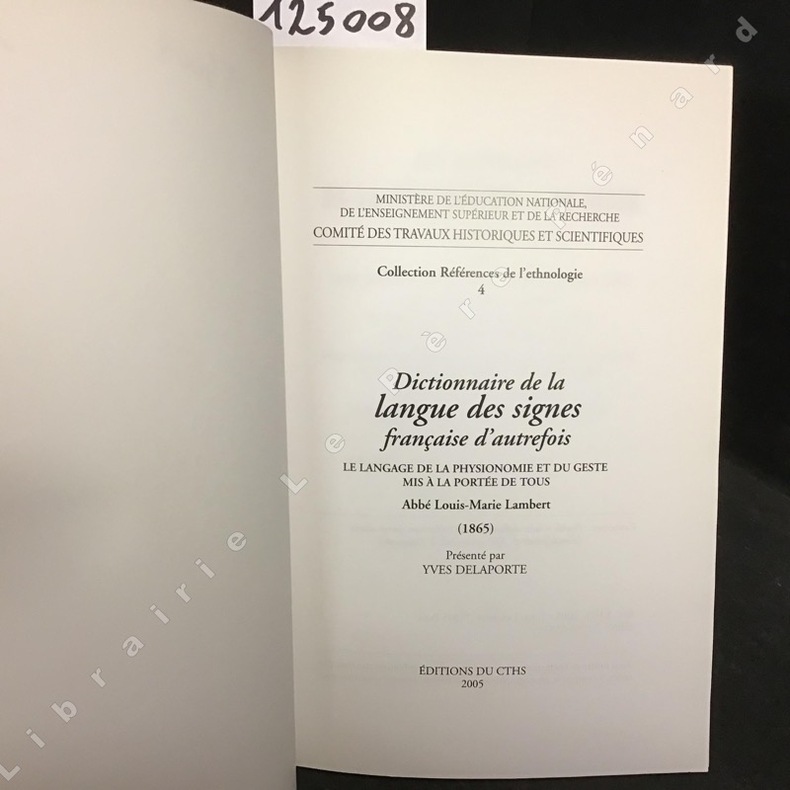 125008
MINISTÈRE DE L'ÉDUCATION NATIONALE,
DE L'ENSEIGNEMENT SUPÉRIEUR ET DE LA RECHERCHE
COMITÉ DES TRAVAUX HISTORIQUES ET SCIENTIFIQUES
Collection Références de l'ethnologie
4
Dictionnaire de la
langue des signes
française d'autrefois
LE LANGAGE DE LA PHYSIONOMIE ET DU GESTE
MIS À LA PORTÉE DE TOUS
Abbé Louis-Marie Lambert
(1865)
Présenté par
YVES DELAPORTE
ÉDITIONS DU CTHS
2005
Librairie Le Père Pénard